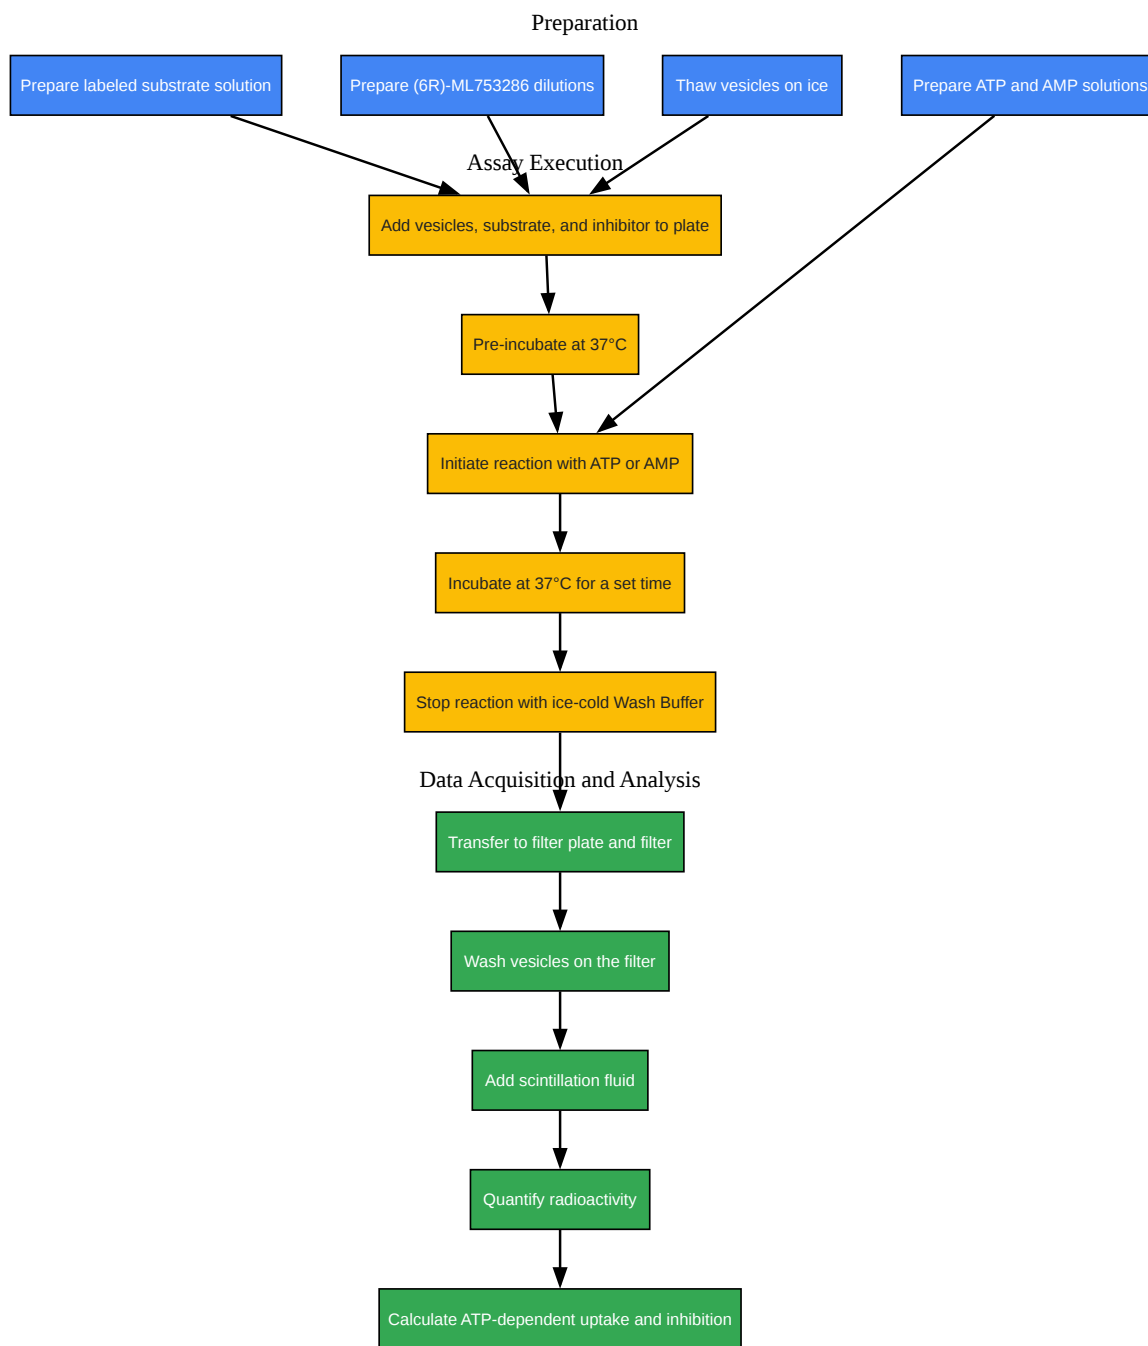 Preparation
Prepare labeled substrate solution
Prepare (6R)-ML753286 dilutions
Thaw vesicles on ice
Prepare ATP and AMP solutions
Assay Execution
Add vesicles, substrate, and inhibitor to plate
Pre-incubate at 37°C
Initiate reaction with ATP or AMP
Incubate at 37°C for a set time
Stop reaction with ice-cold Wash Buffer
Data Acquisition and Analysis
Transfer to filter plate and filter
Wash vesicles on the filter
Add scintillation fluid
Quantify radioactivity
Calculate ATP-dependent uptake and inhibition